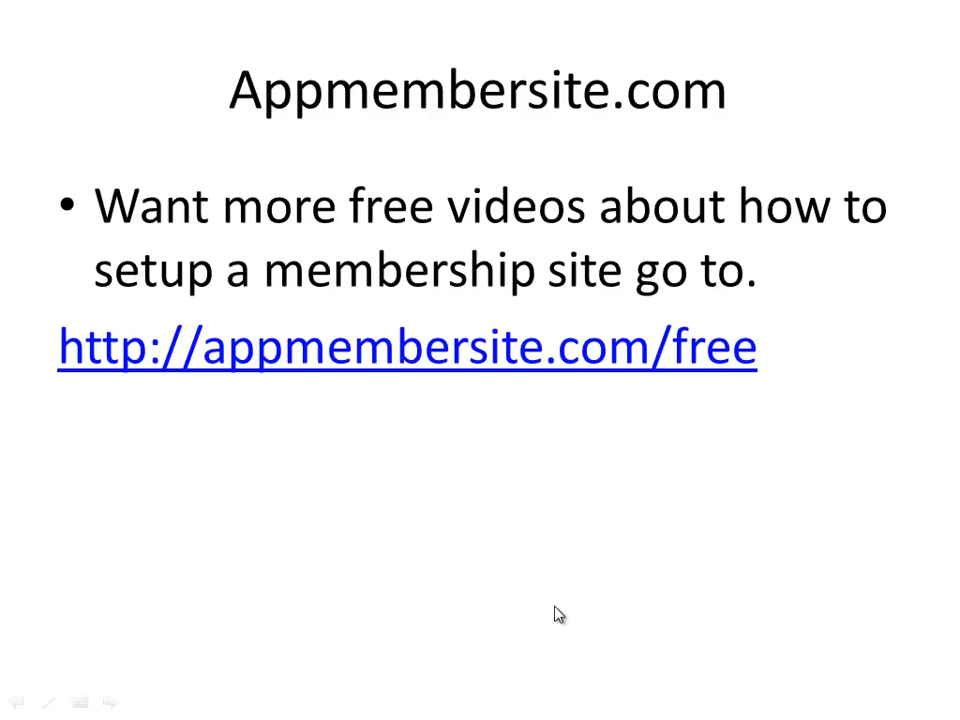 Appmembersite.com
• Want more free videos about how to
setup a membership site go to.
http://appmembersite.com/free